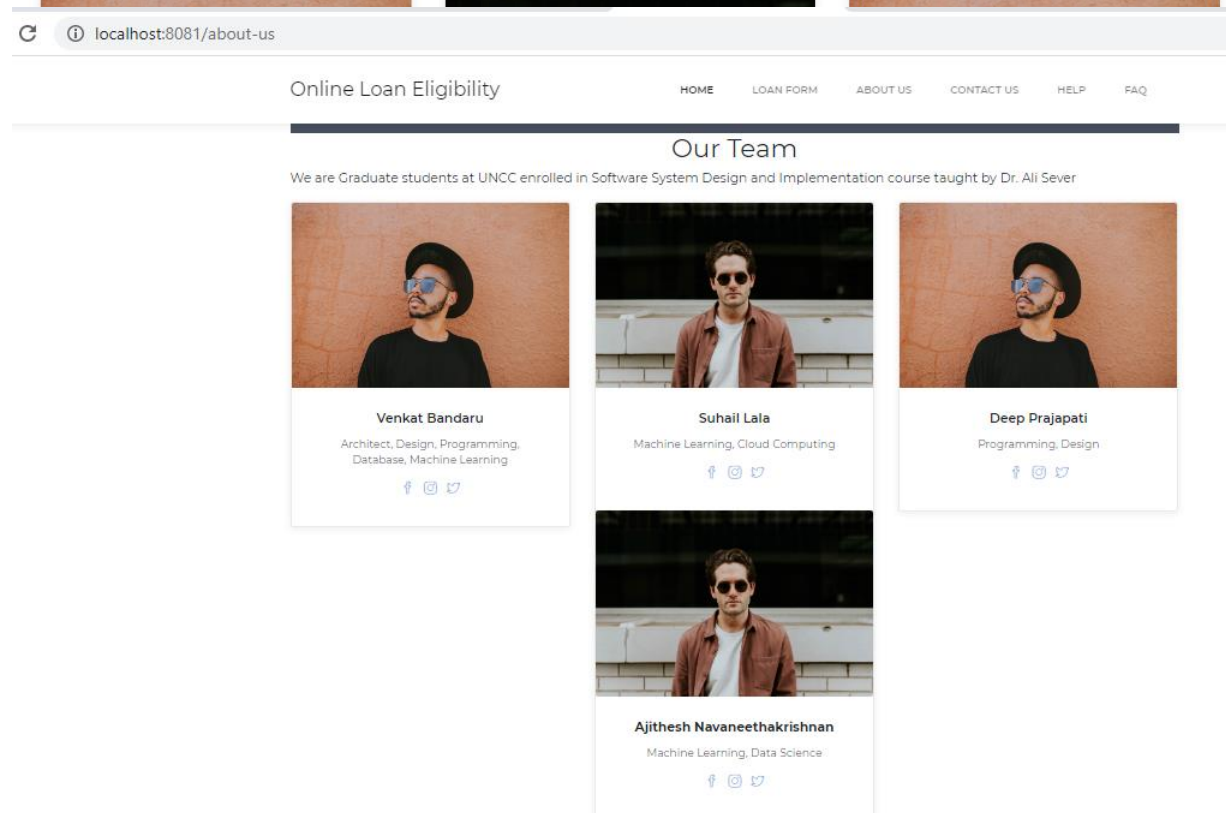 localhost:8081/about-us
Online Loan Eligibility
HOME LOAN FORM ABOUT US CONTACT US HELP FAQ
Our Team
We are Graduate students at UNCC enrolled in Software System Design and Implementation course taught by Dr. Ali Sever
Venkat Bandaru
Architect, Design, Programming,
Database, Machine Learning
Suhail Lala
Machine Learning, Cloud Computing
Deep Prajapati
Programming, Design
Ajithesh Navaneethakrishnan
Machine Learning, Data Science